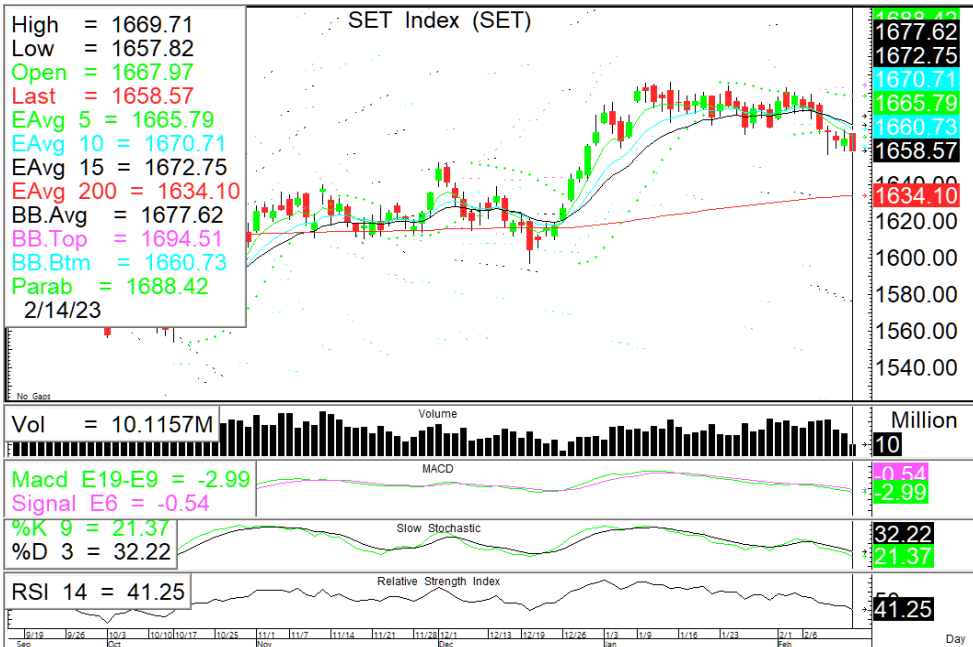 SET Index (SET)
High = 1669.71
Low = 1657.82
Open = 1667.97
Last = 1658.57
EAvg 5 = 1665.79
EAvg 10 = 1670.71
EAvg 15 = 1672.75
EAvg 200 = 1634.10
BB.Avg = 1677.62
BB.Top = 1694.51
BB.Btm = 1660.73
Parab = 1688.42
2/14/23
No Gaps
1688.42
1677.62
1672.75
1670.71
1665.79
1660.73
1658.57
1640.00
1634.10
1620.00
1600.00
1580.00
1560.00
1540.00
Vol = 10.1157M
Volume
Million
10
Macd E19-E9 = -2.99
Signal E6 = -0.54
MACD
-0.54
-2.99
%K 9 = 21.37
%D 3 = 32.22
Slow Stochastic
32.22
21.37
RSI 14 = 41.25
Relative Strength Index
50
41.25
9/19 9/26 10/3 10/10 10/17 10/25 11/1 11/7 11/14 11/21 11/28 12/1 12/13 12/19 12/26 1/3 1/9 1/16 1/23 2/1 2/6
Sep Oct Nov Dec Jan Feb
Day